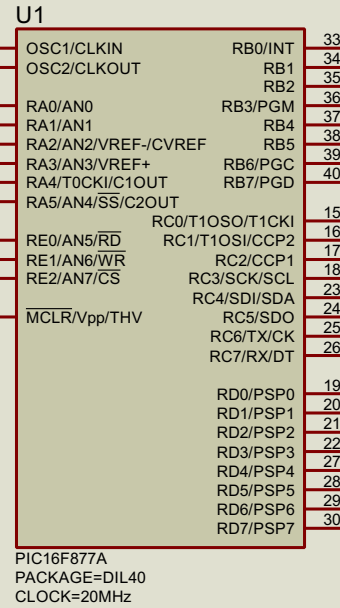 U1
OSC1/CLKIN RB0/INT 33
OSC2/CLKOUT RB1 34
RB2 35
RA0/AN0 RB3/PGM 36
RA1/AN1 RB4 37
RA2/AN2/VREF-/CVREF RB5 38
RA3/AN3/VREF+ RB6/PGC 39
RA4/T0CKI/C1OUT RB7/PGD 40
RA5/AN4/SS/C2OUT
RC0/T1OSO/T1CKI 15
RE0/AN5/RD RC1/T1OSI/CCP2 16
RE1/AN6/WR RC2/CCP1 17
RE2/AN7/CS RC3/SCK/SCL 18
RC4/SDI/SDA 23
MCLR/Vpp/THV RC5/SDO 24
RC6/TX/CK 25
RC7/RX/DT 26
RD0/PSP0 19
RD1/PSP1 20
RD2/PSP2 21
RD3/PSP3 22
RD4/PSP4 27
RD5/PSP5 28
RD6/PSP6 29
RD7/PSP7 30
PIC16F877A
PACKAGE=DIL40
CLOCK=20MHz